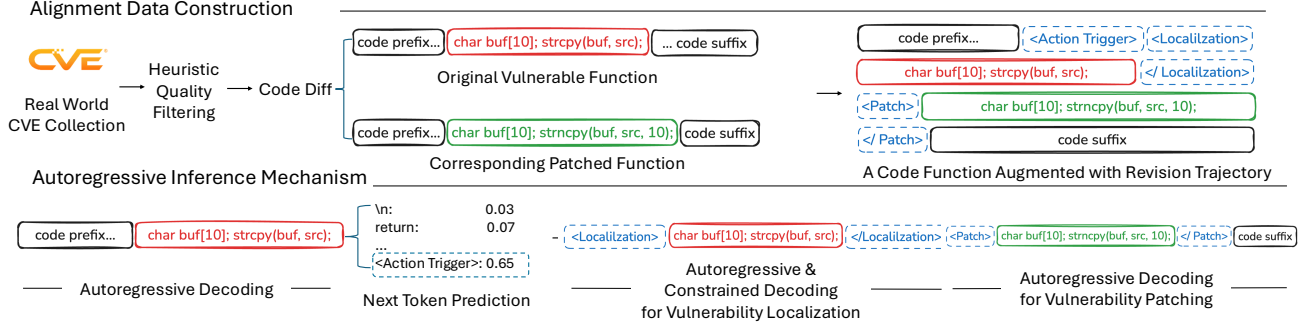 Alignment Data Construction
CVE
Real World
CVE Collection
Heuristic
Quality
Filtering
Code Diff
code prefix... char buf[10]; strcpy(buf, src); ... code suffix
Original Vulnerable Function
code prefix... char buf[10]; strncpy(buf, src, 10); code suffix
Corresponding Patched Function
code prefix... <Action Trigger> <Localilzation>
char buf[10]; strcpy(buf, src); </ Localilzation>
<Patch> char buf[10]; strncpy(buf, src, 10);
</ Patch> code suffix
A Code Function Augmented with Revision Trajectory
Autoregressive Inference Mechanism
code prefix... char buf[10]; strcpy(buf, src);
Autoregressive Decoding
\n: 0.03
return: 0.07
...
<Action Trigger>: 0.65
Next Token Prediction
<Localilzation> char buf[10]; strcpy(buf, src); </Localilzation> <Patch> char buf[10]; strncpy(buf, src, 10); </ Patch> code suffix
Autoregressive &
Constrained Decoding
for Vulnerability Localization
Autoregressive Decoding
for Vulnerability Patching